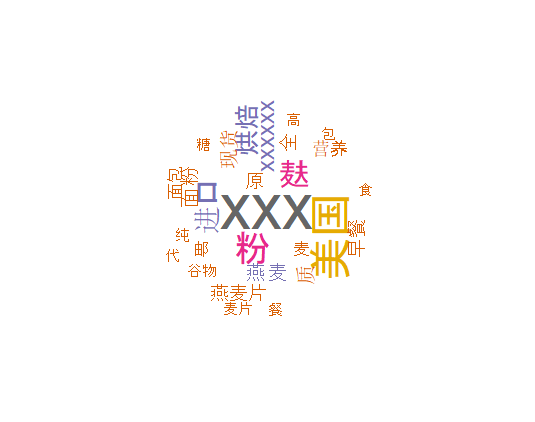 高
包
xxxxxx
烘焙
全
糖
现货
营养
麸
原
面包
面粉
食
口
进
XXX
美国
早餐
纯
粉
邮
麦
代
谷物
燕麦
质
燕麦片
麦片
餐